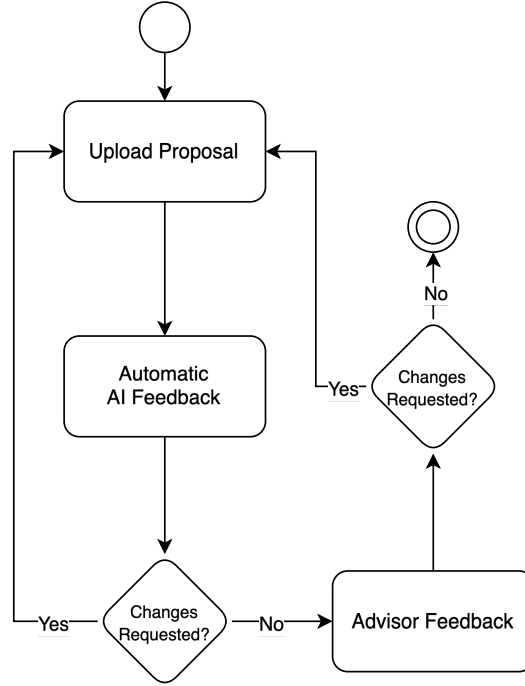 Upload Proposal
Automatic
AI Feedback
Changes
Requested?
Yes
No
Advisor Feedback
Changes
Requested?
Yes
No